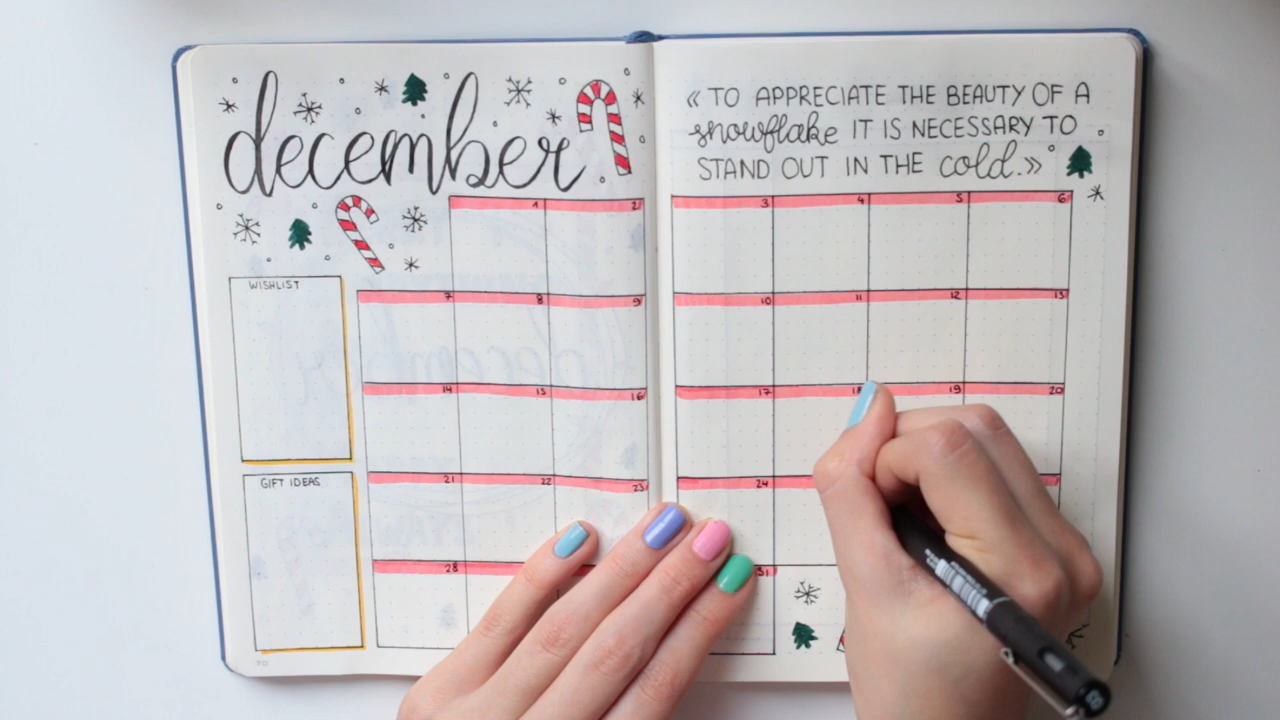 december
« TO APPRECIATE THE BEAUTY OF A
snowflake IT IS NECESSARY TO
STAND OUT IN THE cold. »
1 2 3 4 5 6
WISHLIST
7 8 9 10 11 12 13
14 15 16 17 18 19 20
GIFT IDEAS
21 22 23 24
28 31